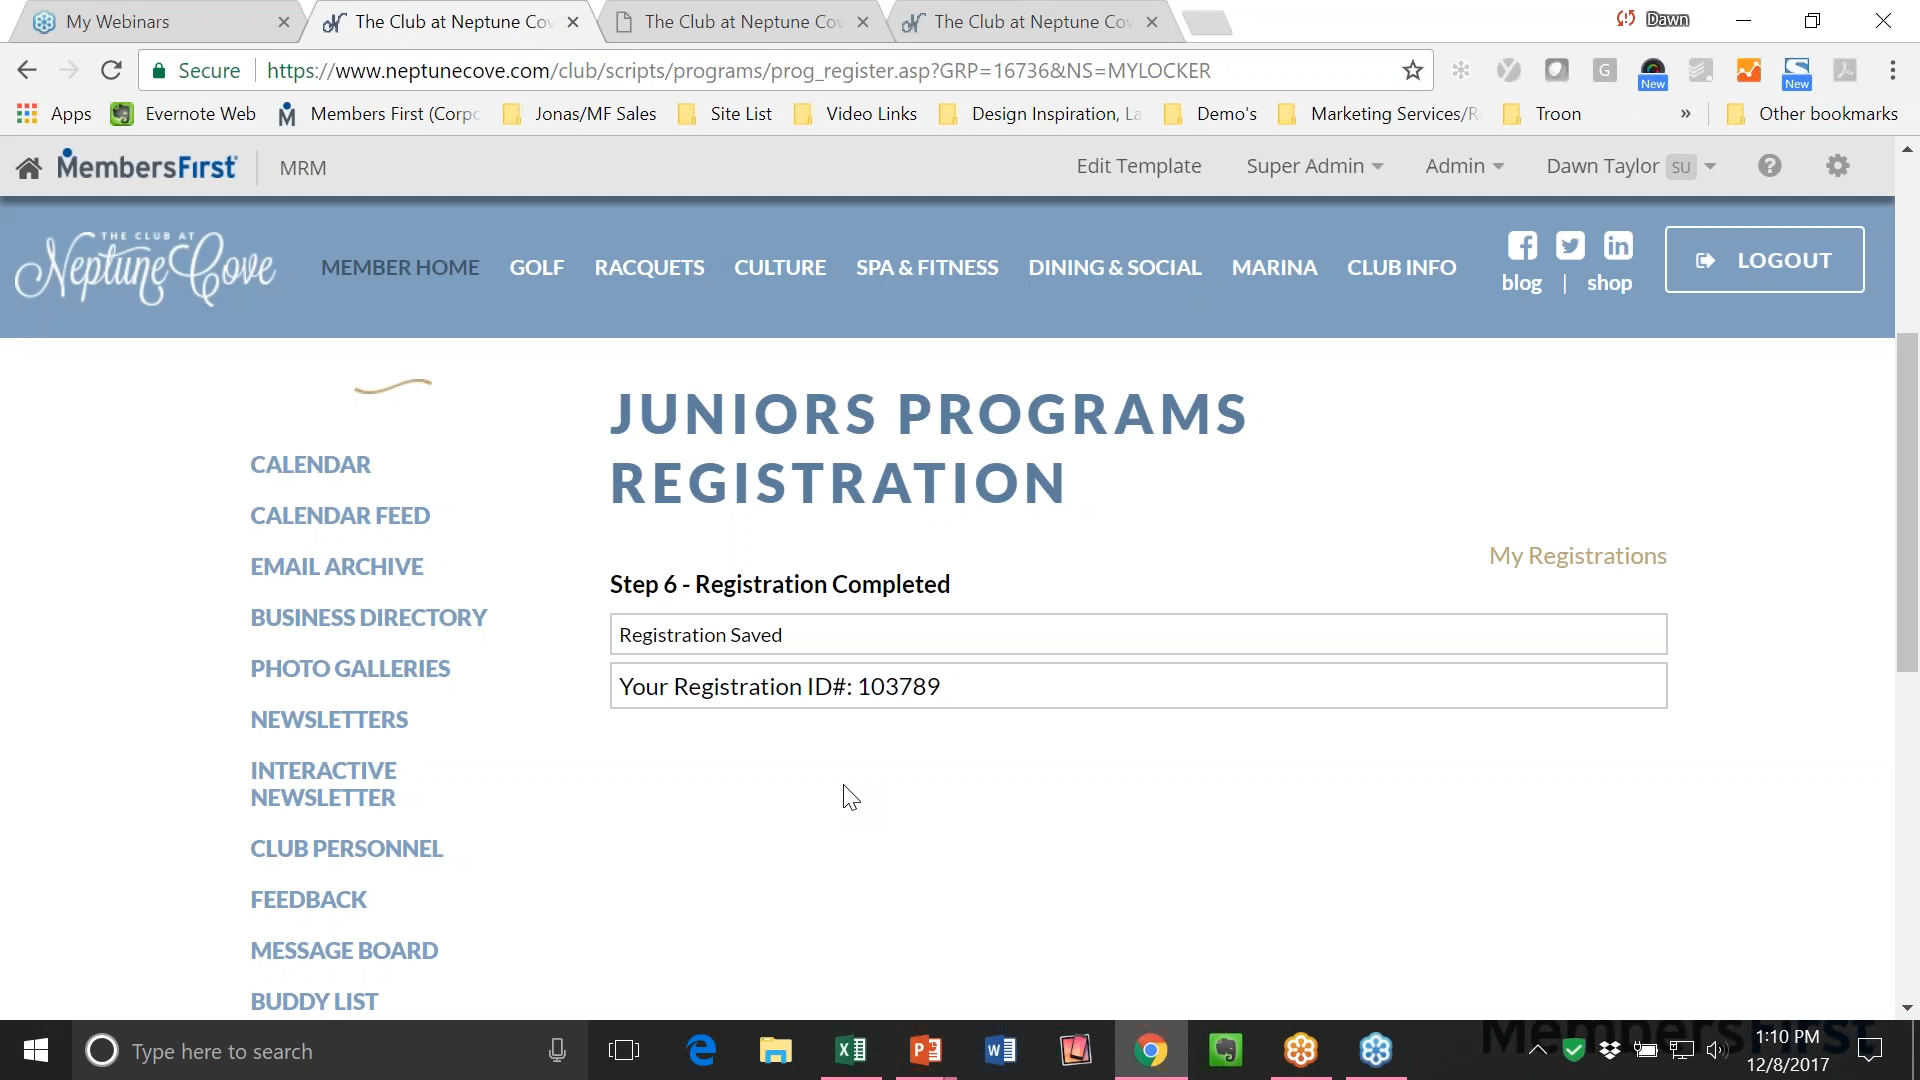 My Webinars
The Club at Neptune Co
The Club at Neptune Co
The Club at Neptune Co
Dawn
Secure
https://www.neptunecove.com/club/scripts/programs/prog_register.asp?GRP=16736&NS=MYLOCKER
G
New
New
Apps
Evernote Web
Members First (Corpc
Jonas/MF Sales
Site List
Video Links
Design Inspiration, La
Demo's
Marketing Services/R
Troon
»
Other bookmarks
MembersFirst
MRM
Edit Template
Super Admin
Admin
Dawn Taylor SU
?
THE CLUB AT
Neptune Cove
MEMBER HOME
GOLF
RACQUETS
CULTURE
SPA & FITNESS
DINING & SOCIAL
MARINA
CLUB INFO
blog | shop
LOGOUT
CALENDAR
CALENDAR FEED
EMAIL ARCHIVE
BUSINESS DIRECTORY
PHOTO GALLERIES
NEWSLETTERS
INTERACTIVE
NEWSLETTER
CLUB PERSONNEL
FEEDBACK
MESSAGE BOARD
BUDDY LIST
JUNIORS PROGRAMS
REGISTRATION
My Registrations
Step 6 - Registration Completed
Registration Saved
Your Registration ID#: 103789
Type here to search
MembersFirst
1:10 PM
12/8/2017